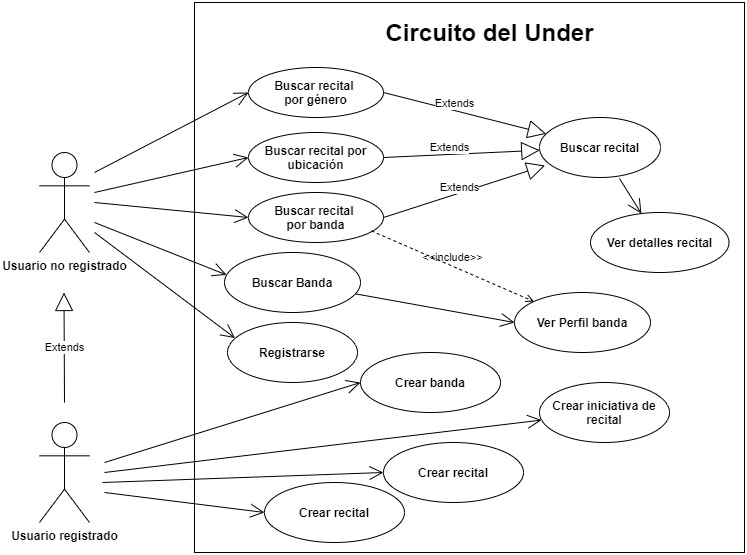 Circuito del Under
Buscar recital
por género
Extends
Buscar recital por
ubicación
Extends
Buscar recital
Buscar recital
por banda
Extends
Usuario no registrado
Ver detalles recital
<<include>>
Buscar Banda
Ver Perfil banda
Extends
Registrarse
Crear banda
Crear iniciativa de
recital
Crear recital
Crear recital
Usuario registrado